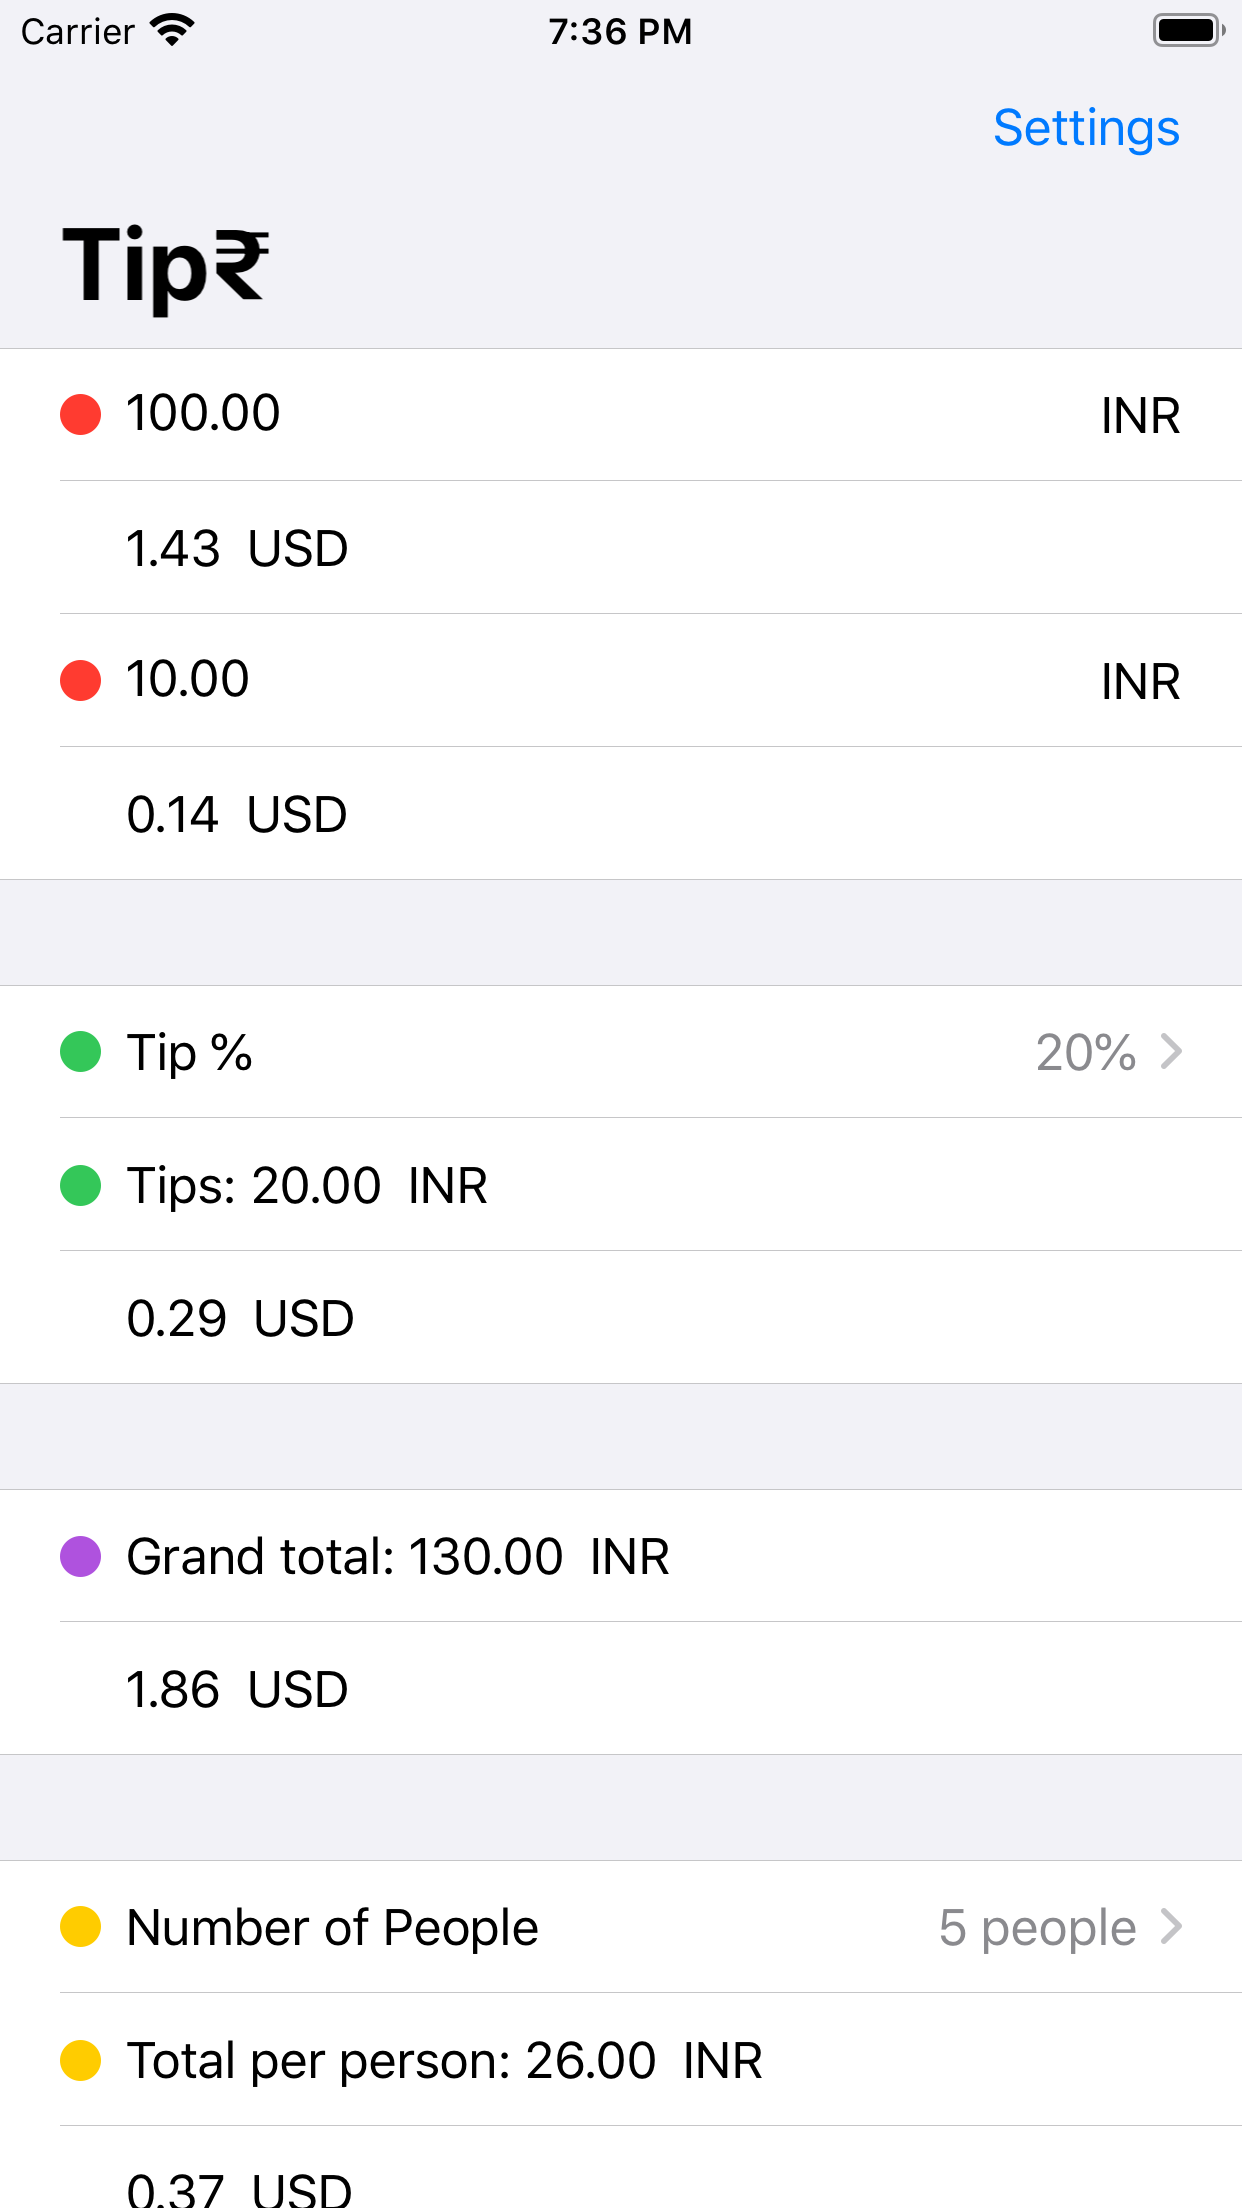 Carrier 7:36 PM
Settings
Tip₹
100.00 INR
1.43 USD
10.00 INR
0.14 USD
Tip % 20%
Tips: 20.00 INR
0.29 USD
Grand total: 130.00 INR
1.86 USD
Number of People 5 people
Total per person: 26.00 INR
0.37 USD